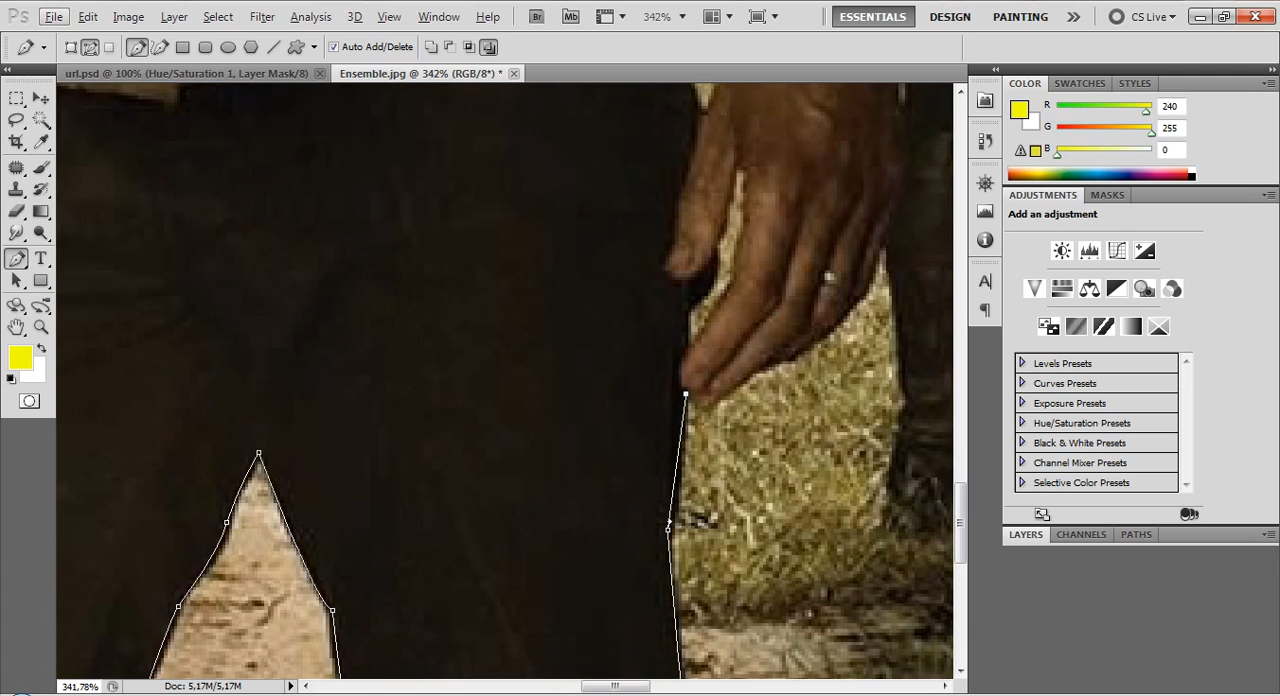 Ps File Edit Image Layer Select Filter Analysis 3D View Window Help Br Mb 342% ESSENTIALS DESIGN PAINTING CS Live
Auto Add/Delete
url.psd @ 100% (Hue/Saturation 1, Layer Mask/8) Ensemble.jpg @ 342% (RGB/8*) *
COLOR SWATCHES STYLES
R 240
G 255
B 0
ADJUSTMENTS MASKS
Add an adjustment
T
A
Levels Presets
Curves Presets
Exposure Presets
Hue/Saturation Presets
Black & White Presets
Channel Mixer Presets
Selective Color Presets
LAYERS CHANNELS PATHS
341,78% Doc: 5,17M/5,17M